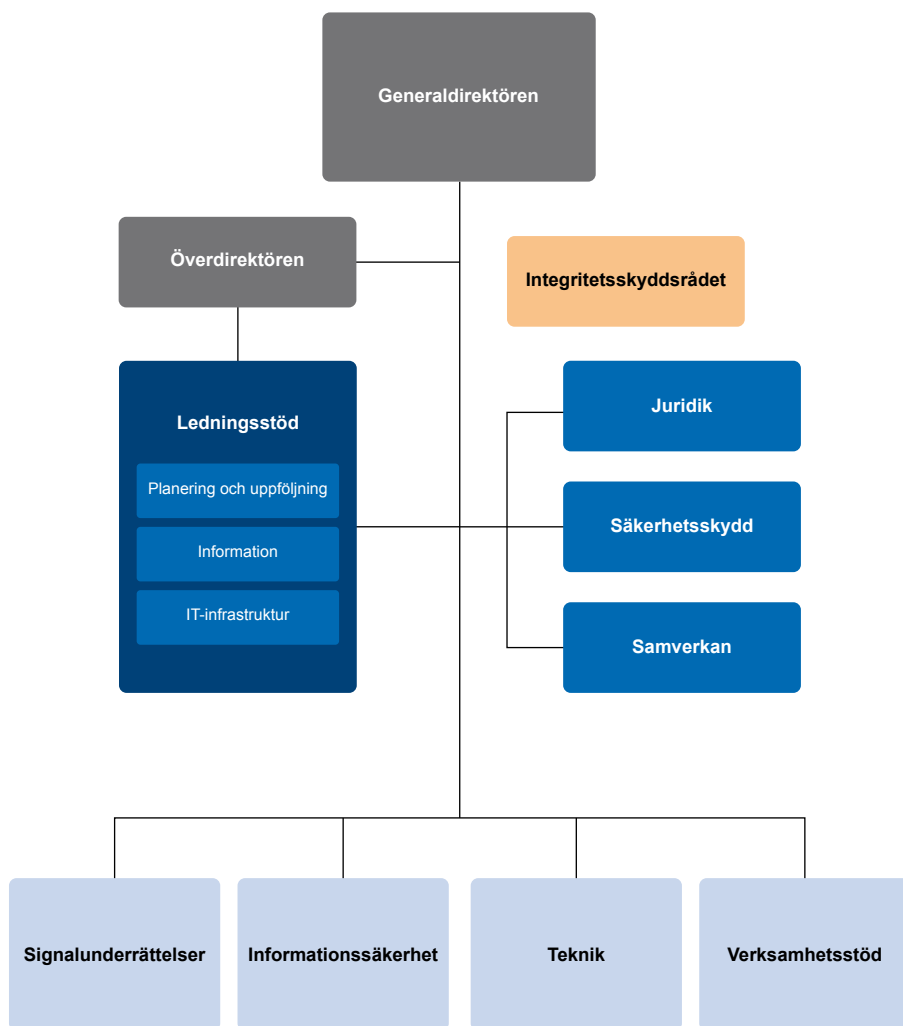 Generaldirektören
Överdirektören
Integritetsskyddsrådet
Ledningsstöd
Planering och uppföljning
Information
IT-infrastruktur
Juridik
Säkerhetsskydd
Samverkan
Signalunderrättelser
Informationssäkerhet
Teknik
Verksamhetsstöd